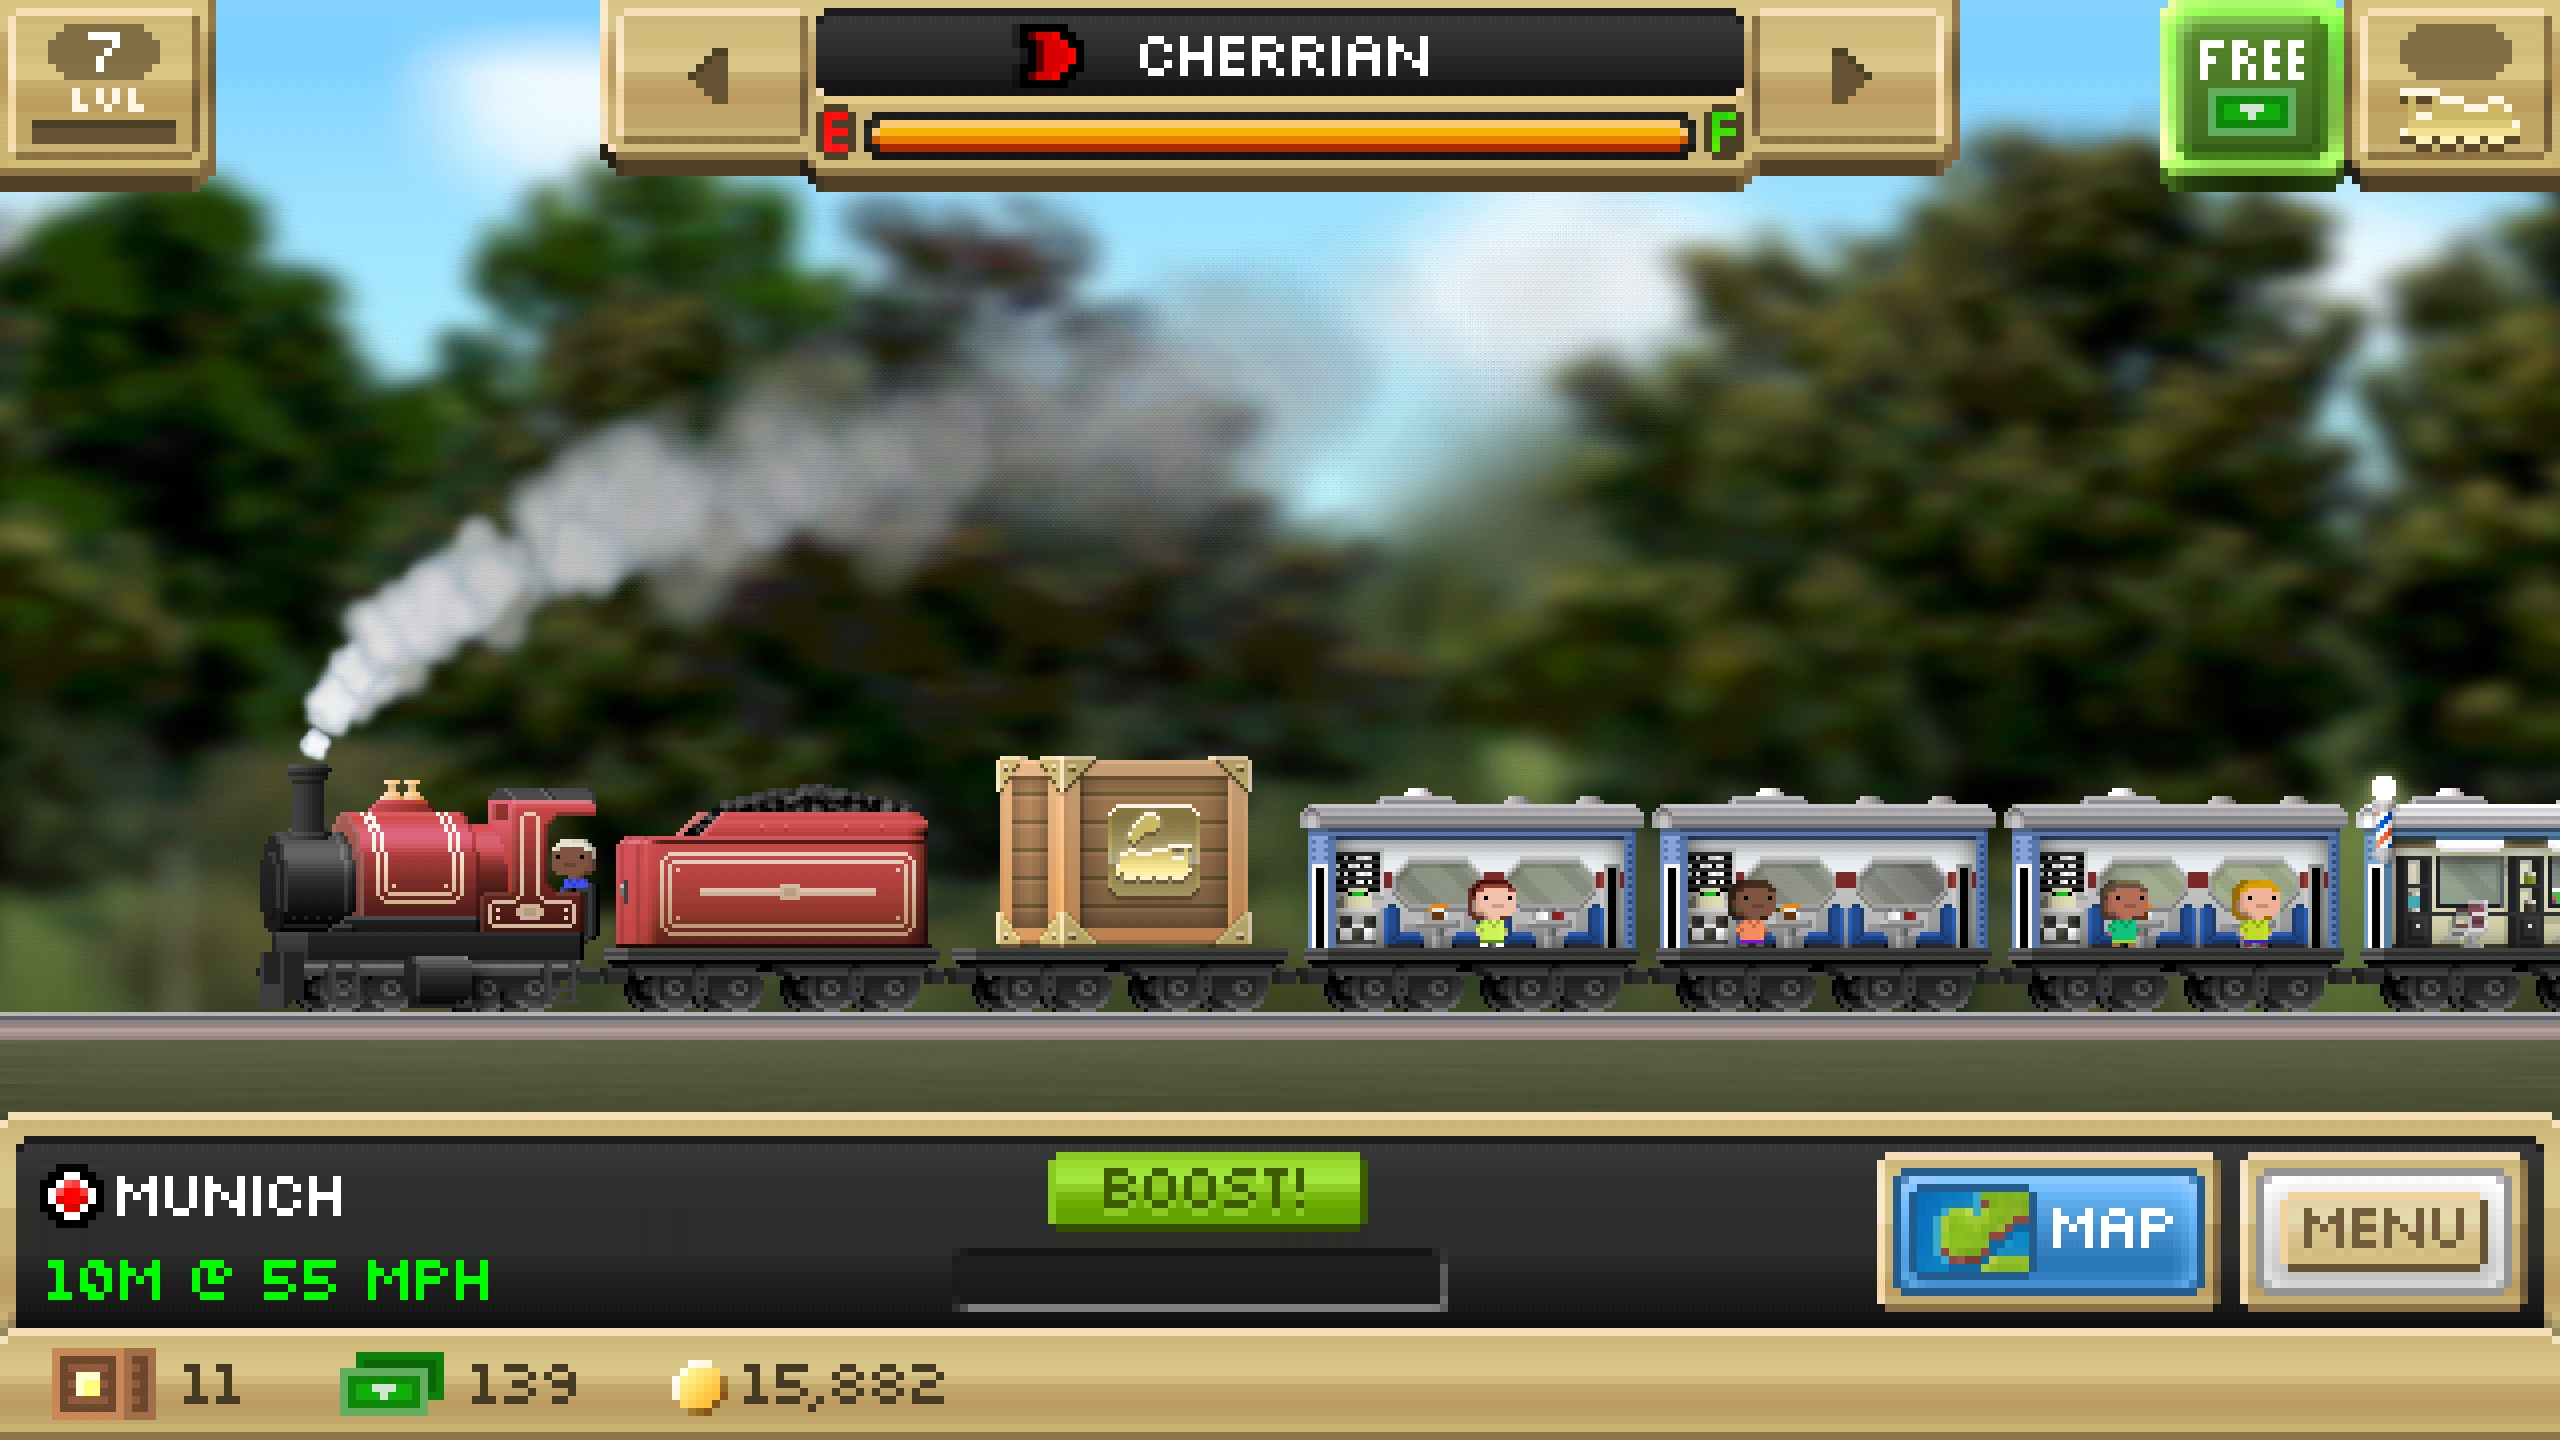 7
LVL
CHERRIAN
E F
FREE
MUNICH
BOOST!
10M @ 55 MPH
MAP
MENU
11 139 15,882